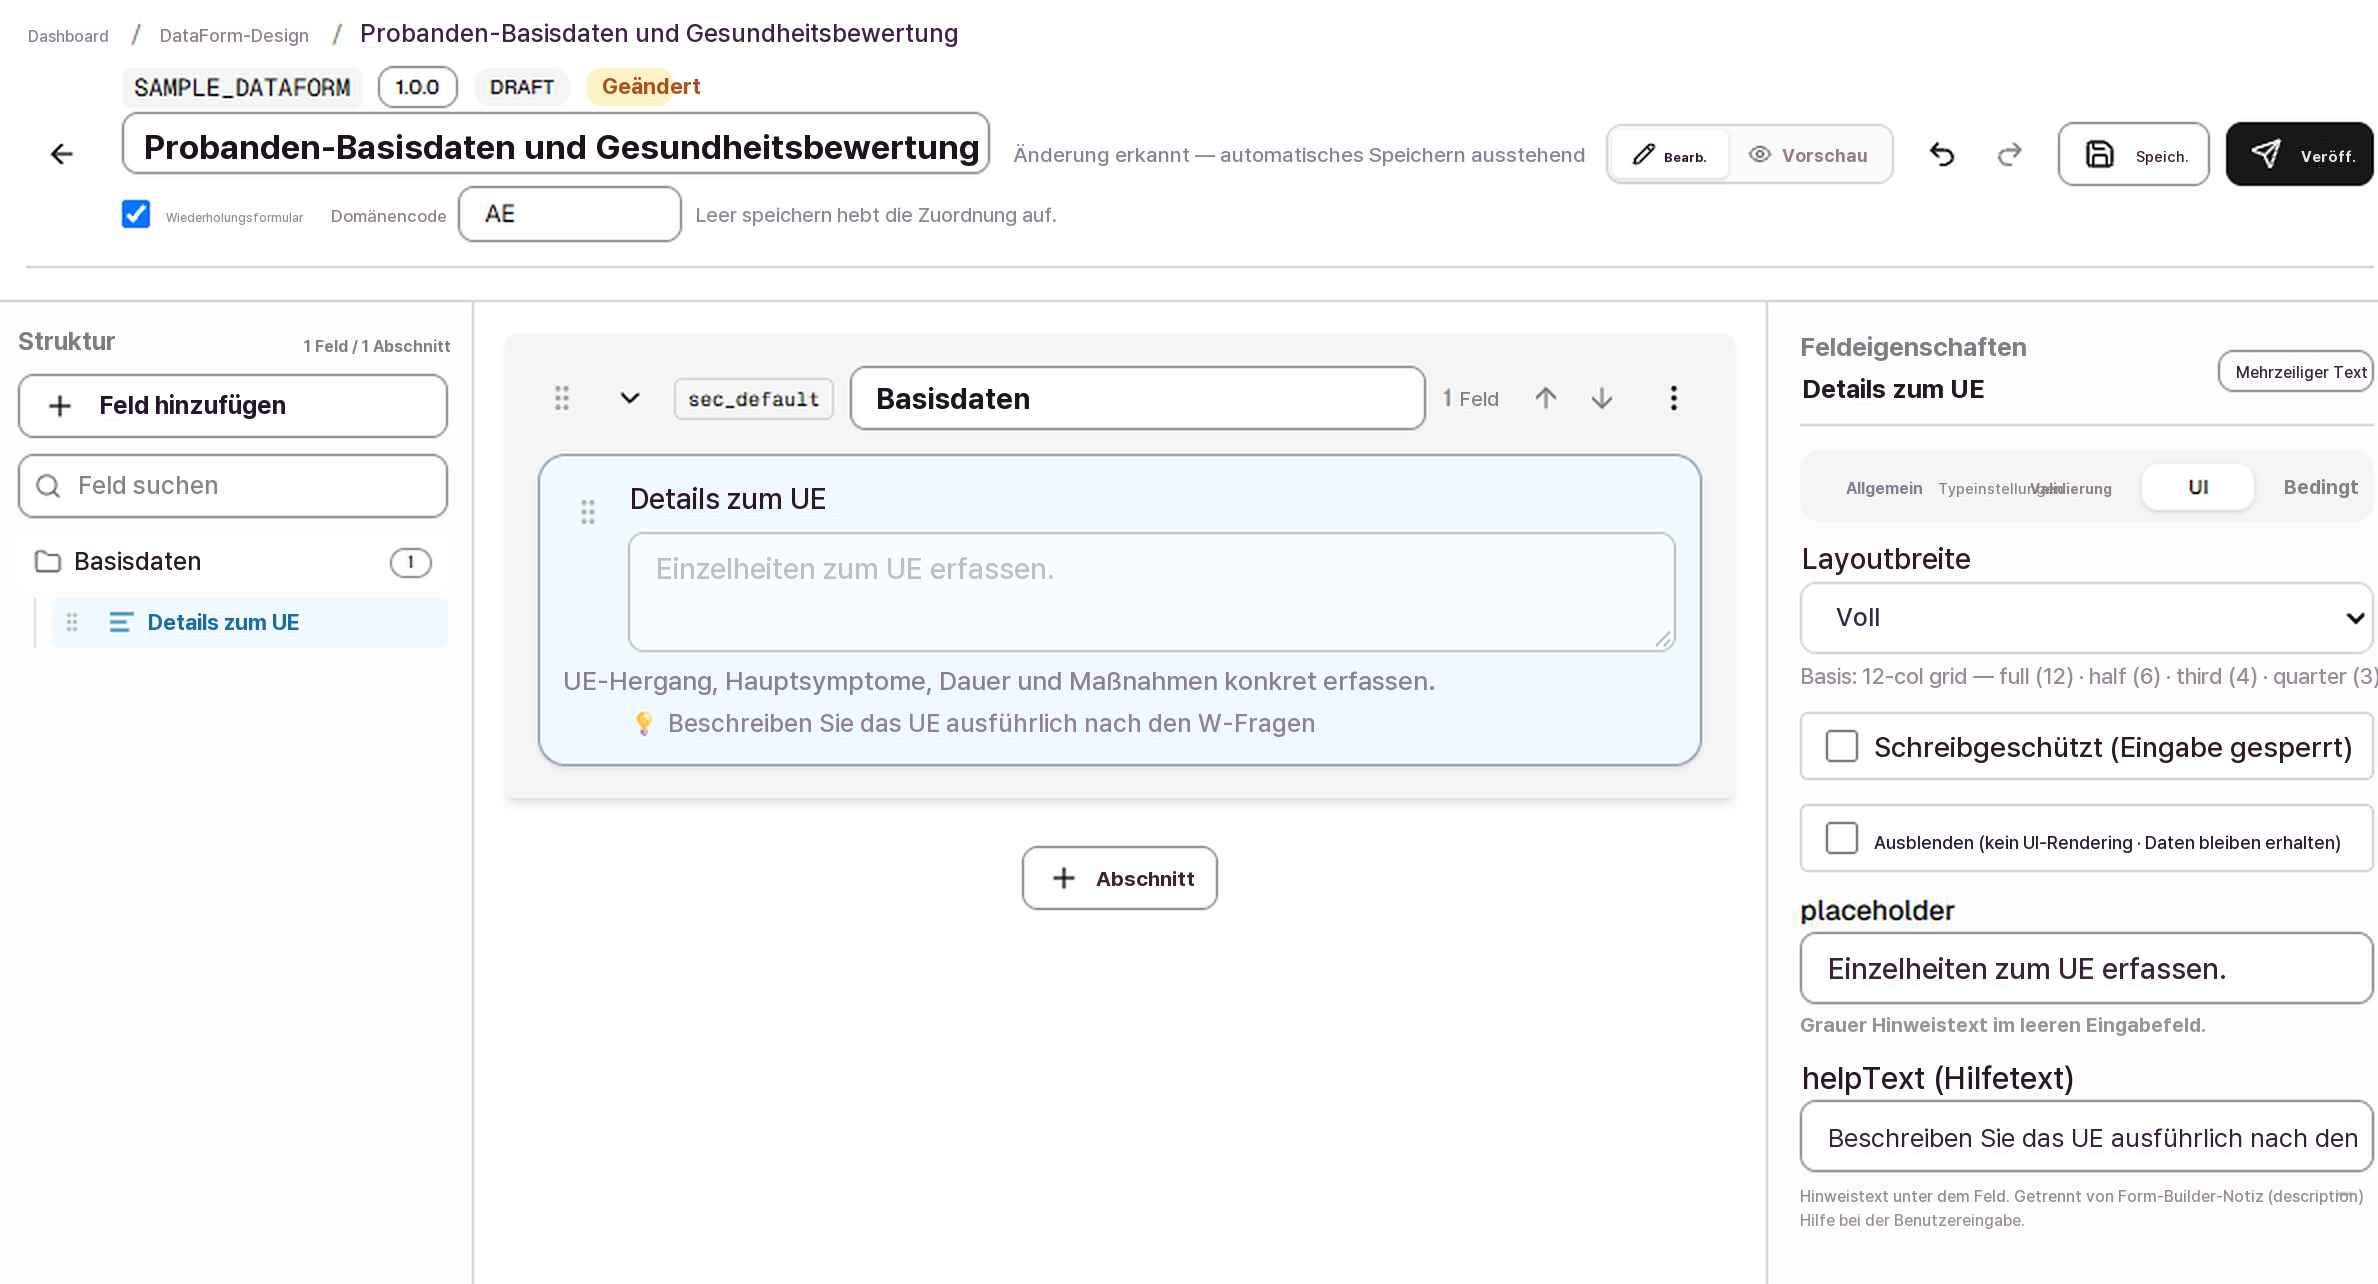 Dashboard / DataForm-Design / Probanden-Basisdaten und Gesundheitsbewertung
SAMPLE_DATAFORM 1.0.0 DRAFT Geändert
Probanden-Basisdaten und Gesundheitsbewertung
Änderung erkannt — automatisches Speichern ausstehend
Bearb. Vorschau
Speich.
Veröff.
Wiederholungsformular Domänencode AE Leer speichern hebt die Zuordnung auf.
Struktur
1 Feld / 1 Abschnitt
Feld hinzufügen
Feld suchen
Basisdaten 1
Details zum UE
sec_default Basisdaten 1 Feld
Details zum UE
Einzelheiten zum UE erfassen.
UE-Hergang, Hauptsymptome, Dauer und Maßnahmen konkret erfassen.
💡 Beschreiben Sie das UE ausführlich nach den W-Fragen
Abschnitt
Feldeigenschaften
Details zum UE
Mehrzeiliger Text
Allgemein Typeinstellungen Validierung UI Bedingt
Layoutbreite
Voll
Basis: 12-col grid — full (12) · half (6) · third (4) · quarter (3)
Schreibgeschützt (Eingabe gesperrt)
Ausblenden (kein UI-Rendering · Daten bleiben erhalten)
placeholder
Einzelheiten zum UE erfassen.
Grauer Hinweistext im leeren Eingabefeld.
helpText (Hilfetext)
Beschreiben Sie das UE ausführlich nach den
Hinweistext unter dem Feld. Getrennt von Form-Builder-Notiz (description)
Hilfe bei der Benutzereingabe.